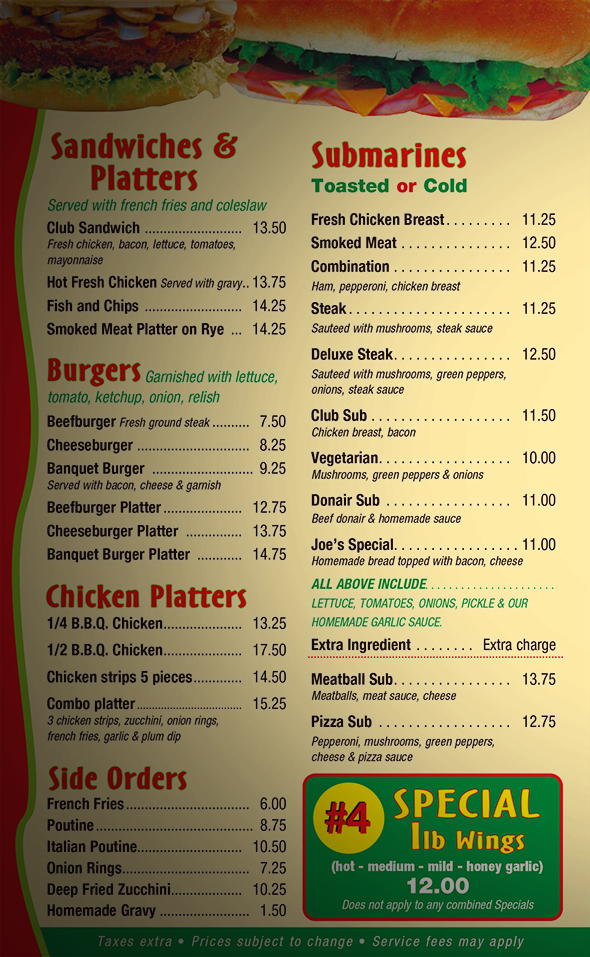 Sandwiches &
Platters
Served with french fries and coleslaw
Club Sandwich .......................... 13.50
Fresh chicken, bacon, lettuce, tomatoes,
mayonnaise
Hot Fresh Chicken Served with gravy.. 13.75
Fish and Chips .......................... 14.25
Smoked Meat Platter on Rye ... 14.25
Burgers Garnished with lettuce,
tomato, ketchup, onion, relish
Beefburger Fresh ground steak .......... 7.50
Cheeseburger ............................ 8.25
Banquet Burger .......................... 9.25
Served with bacon, cheese & garnish
Beefburger Platter..................... 12.75
Cheeseburger Platter ............... 13.75
Banquet Burger Platter ............ 14.75
Chicken Platters
1/4 B.B.Q. Chicken..................... 13.25
1/2 B.B.Q. Chicken..................... 17.50
Chicken strips 5 pieces............. 14.50
Combo platter................................... 15.25
3 chicken strips, zucchini, onion rings,
french fries, garlic & plum dip
Side Orders
French Fries................................. 6.00
Poutine......................................... 8.75
Italian Poutine.............................. 10.50
Onion Rings.................................. 7.25
Deep Fried Zucchini................... 10.25
Homemade Gravy ........................ 1.50
Submarines
Toasted or Cold
Fresh Chicken Breast......... 11.25
Smoked Meat ............... 12.50
Combination ................ 11.25
Ham, pepperoni, chicken breast
Steak....................... 11.25
Sauteed with mushrooms, steak sauce
Deluxe Steak................ 12.50
Sauteed with mushrooms, green peppers,
onions, steak sauce
Club Sub ................... 11.50
Chicken breast, bacon
Vegetarian.................. 10.00
Mushrooms, green peppers & onions
Donair Sub ................. 11.00
Beef donair & homemade sauce
Joe's Special................. 11.00
Homemade bread topped with bacon, cheese
ALL ABOVE INCLUDE.....................
LETTUCE, TOMATOES, ONIONS, PICKLE & OUR
HOMEMADE GARLIC SAUCE.
Extra Ingredient ........ Extra charge
Meatball Sub................ 13.75
Meatballs, meat sauce, cheese
Pizza Sub .................. 12.75
Pepperoni, mushrooms, green peppers,
cheese & pizza sauce
#4 SPECIAL
1lb Wings
(hot - medium - mild - honey garlic)
12.00
Does not apply to any combined Specials
Taxes extra • Prices subject to change • Service fees may apply